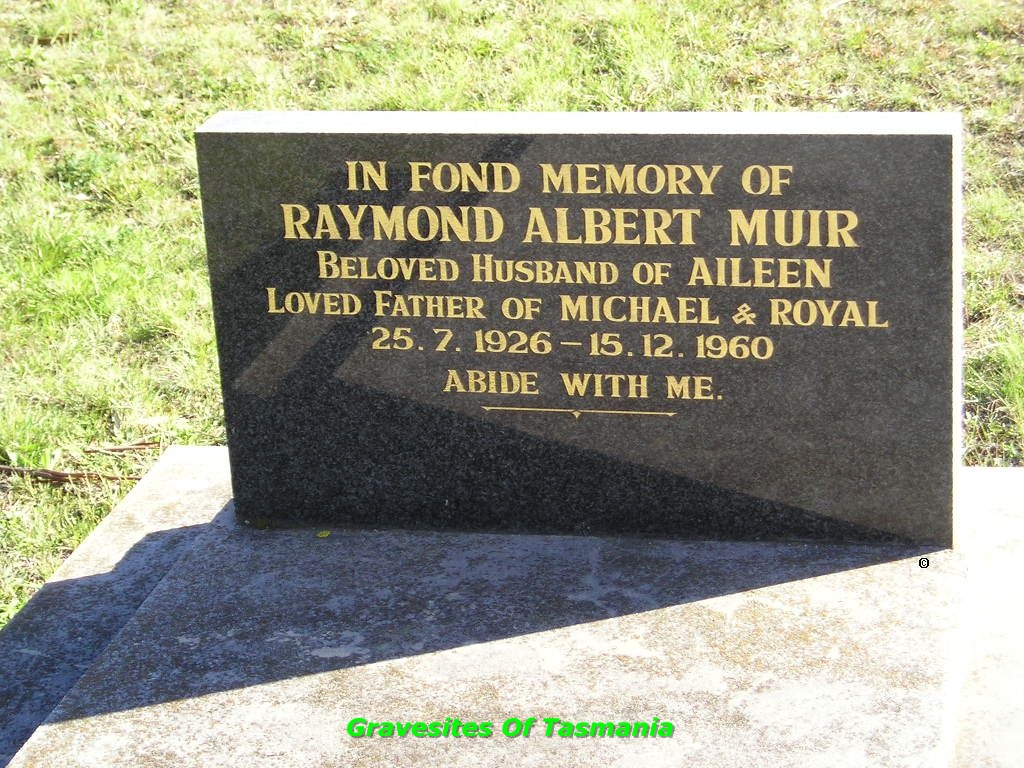 IN FOND MEMORY OF
RAYMOND ALBERT MUIR
BELOVED HUSBAND OF AILEEN
LOVED FATHER OF MICHAEL & ROYAL
25.7.1926 – 15.12.1960
ABIDE WITH ME.
©
Gravesites Of Tasmania